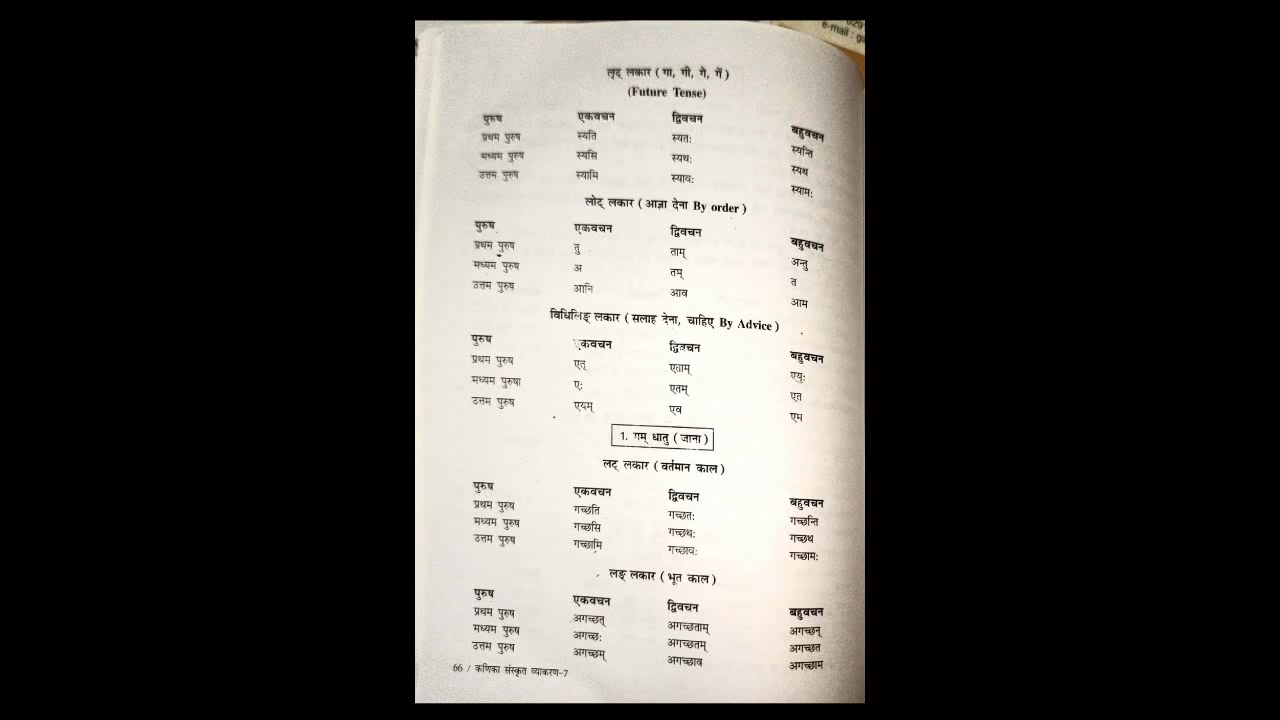 029
e-mail : ga
लृट् लकार ( गा, गी, गे, गें )
(Future Tense)
पुरुष एकवचन द्विवचन बहुवचन
प्रथम पुरुष स्यति स्यतः स्यन्ति
मध्यम पुरुष स्यसि स्यथः स्यथ
उत्तम पुरुष स्यामि स्यावः स्यामः
लोट् लकार ( आज्ञा देना By order )
पुरुष एकवचन द्विवचन बहुवचन
प्रथम पुरुष तु ताम् अन्तु
मध्यम पुरुष अ तम् त
उत्तम पुरुष आनि आव आम
विधिलिङ् लकार ( सलाह देना, चाहिए By Advice )
पुरुष एकवचन द्विवचन बहुवचन
प्रथम पुरुष एत् एताम् एयुः
मध्यम पुरुषा एः एतम् एत
उत्तम पुरुष एयम् एव एम
1. गम् धातु ( जाना )
लट् लकार ( वर्तमान काल )
पुरुष एकवचन द्विवचन बहुवचन
प्रथम पुरुष गच्छति गच्छतः गच्छन्ति
मध्यम पुरुष गच्छसि गच्छथः गच्छथ
उत्तम पुरुष गच्छामि गच्छावः गच्छामः
लङ् लकार ( भूत काल )
पुरुष एकवचन द्विवचन बहुवचन
प्रथम पुरुष अगच्छत् अगच्छताम् अगच्छन्
मध्यम पुरुष अगच्छः अगच्छतम् अगच्छत
उत्तम पुरुष अगच्छम् अगच्छाव अगच्छाम
66 / कणिका संस्कृत व्याकरण-7